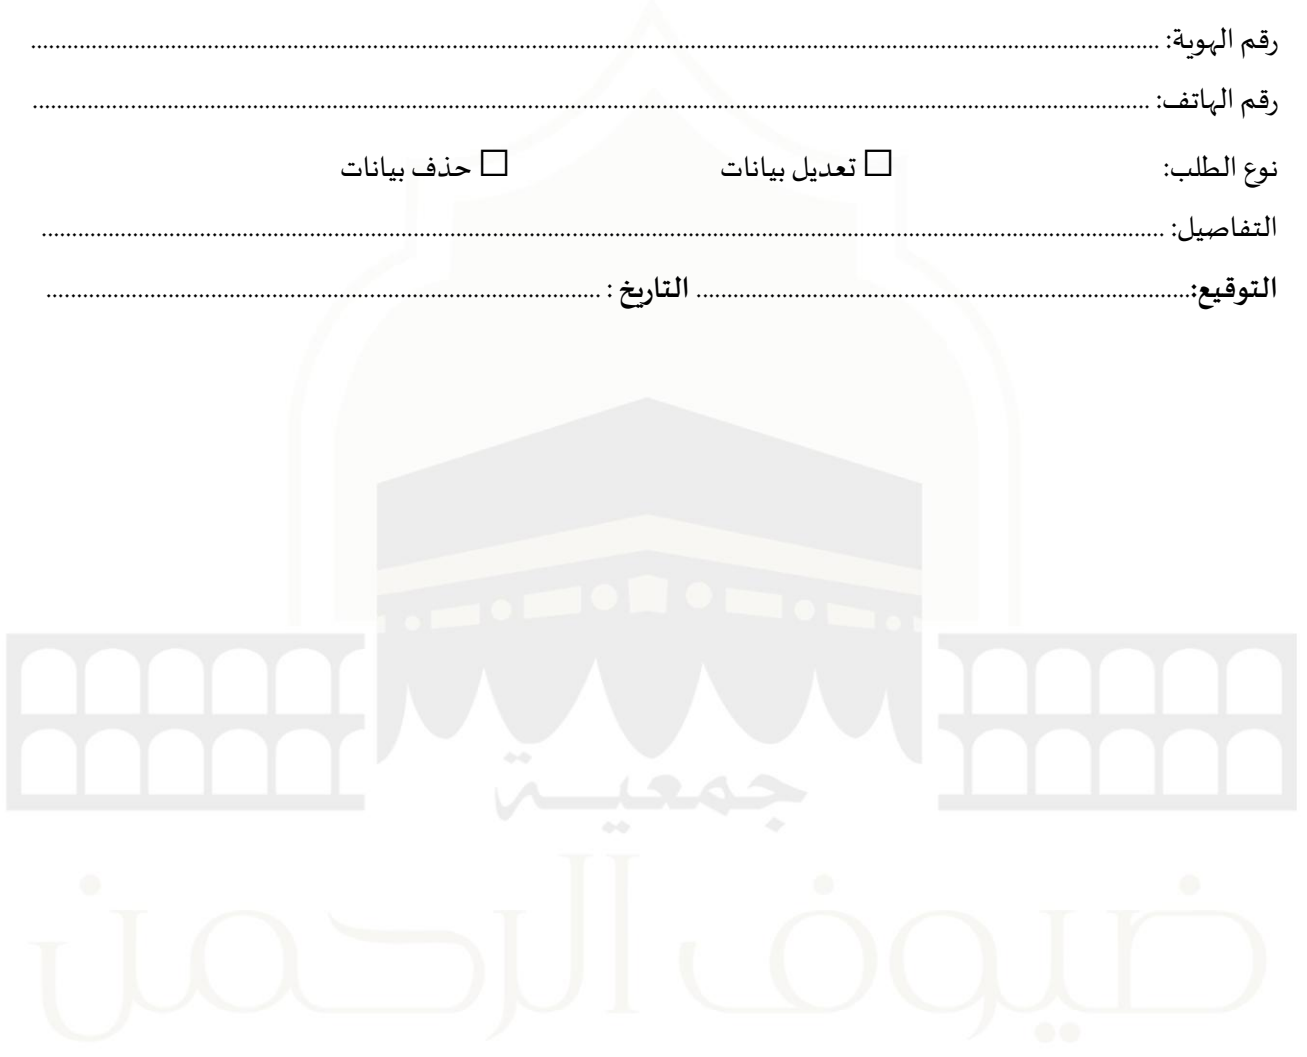 رقم الهوية: ........................................................................................................................
رقم الهاتف: ........................................................................................................................
نوع الطلب: ☐ تعديل بيانات ☐ حذف بيانات
التفاصيل: ........................................................................................................................
التوقيع:............................................................ التاريخ : ............................................................
جمعية
ضيوف الرحمن